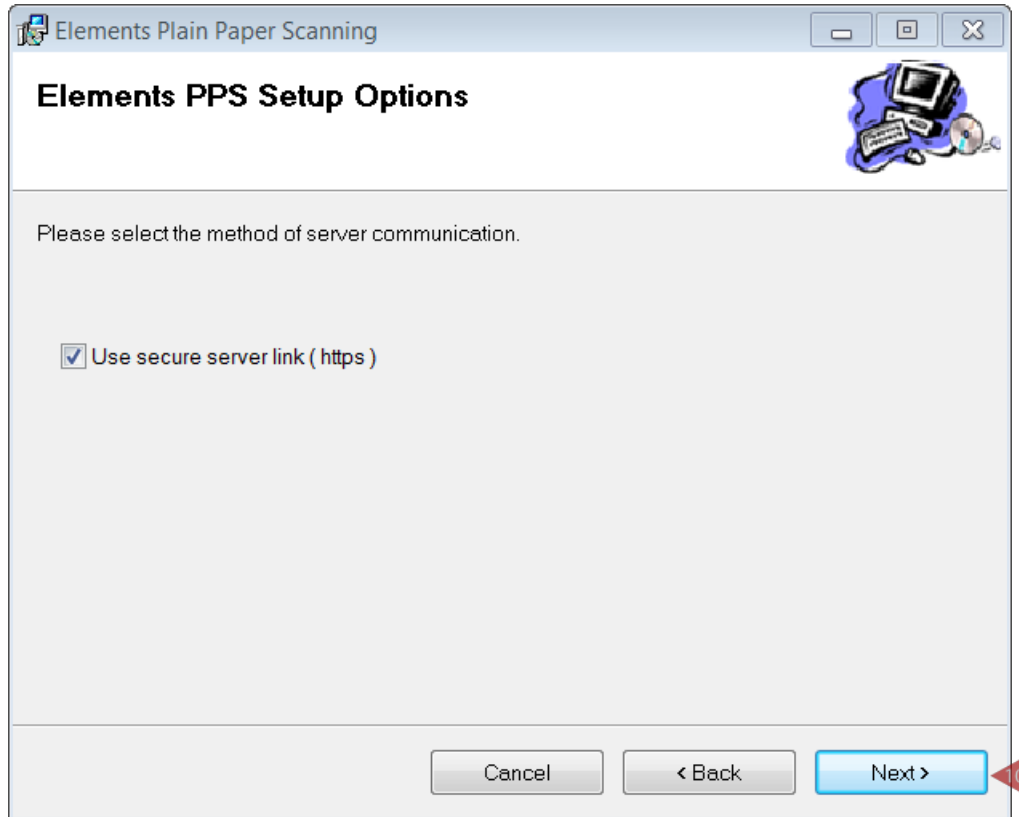 Elements Plain Paper Scanning
Elements PPS Setup Options
Please select the method of server communication.
Use secure server link ( https )
Cancel
< Back
Next >